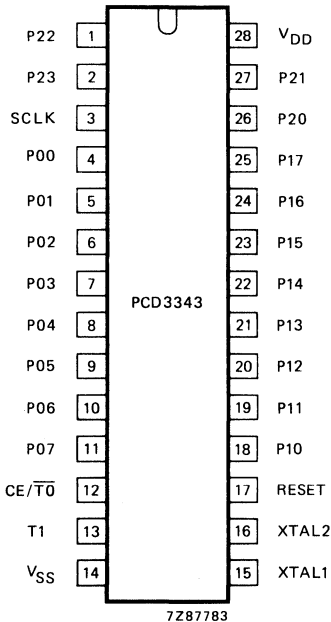 P22 1 28 VDD
P23 2 27 P21
SCLK 3 26 P20
P00 4 25 P17
P01 5 24 P16
P02 6 23 P15
P03 7 22 P14
PCD3343
P04 8 21 P13
P05 9 20 P12
P06 10 19 P11
P07 11 18 P10
CE/T0 12 17 RESET
T1 13 16 XTAL2
VSS 14 15 XTAL1
7Z87783